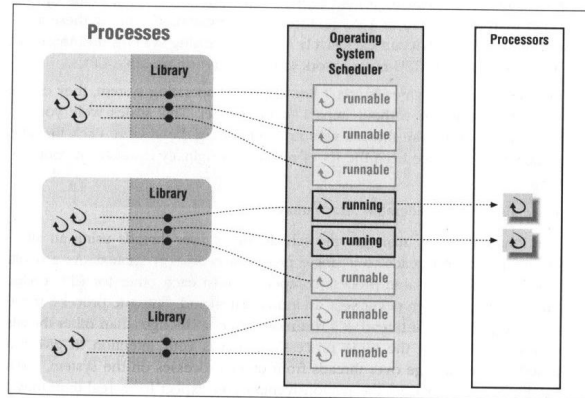 Processes
Library
Library
Library
Operating
System
Scheduler
runnable
runnable
runnable
running
running
runnable
runnable
runnable
Processors